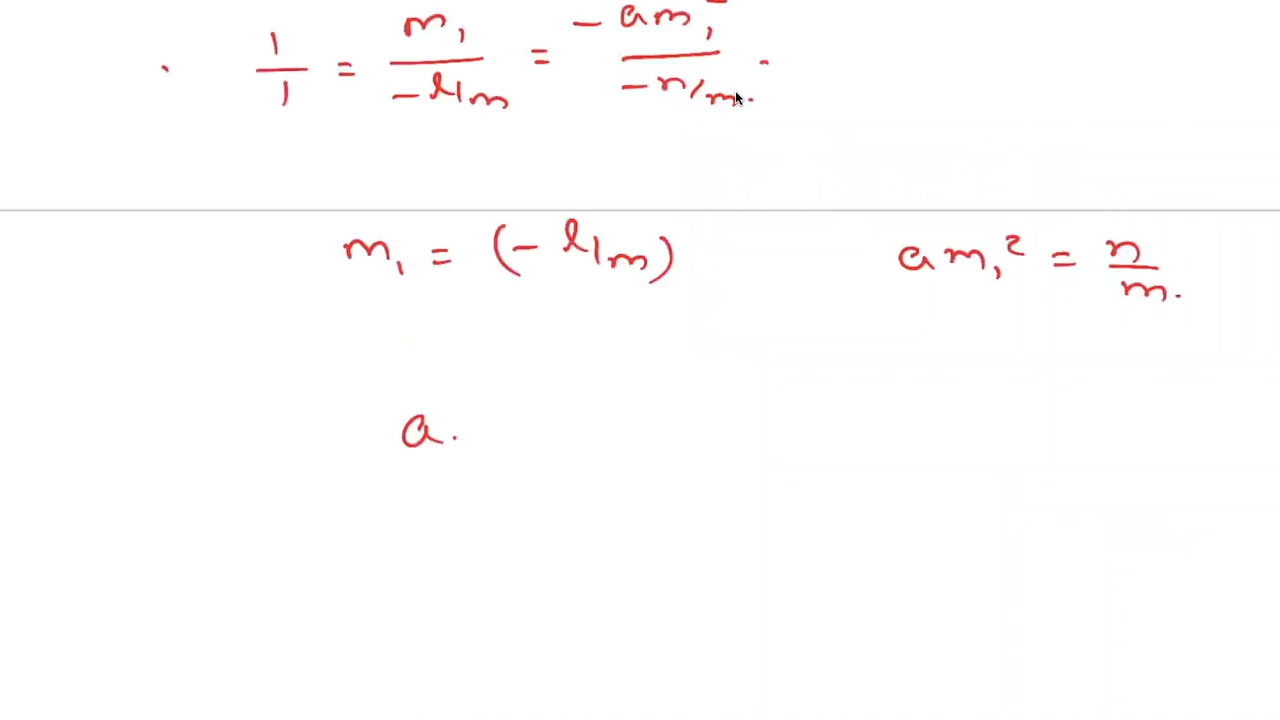 . 1/1 = m₁/(-l/m) = -am₁²/(-n/m) .
m₁ = (-l/m)    am₁² = n/m.
a.